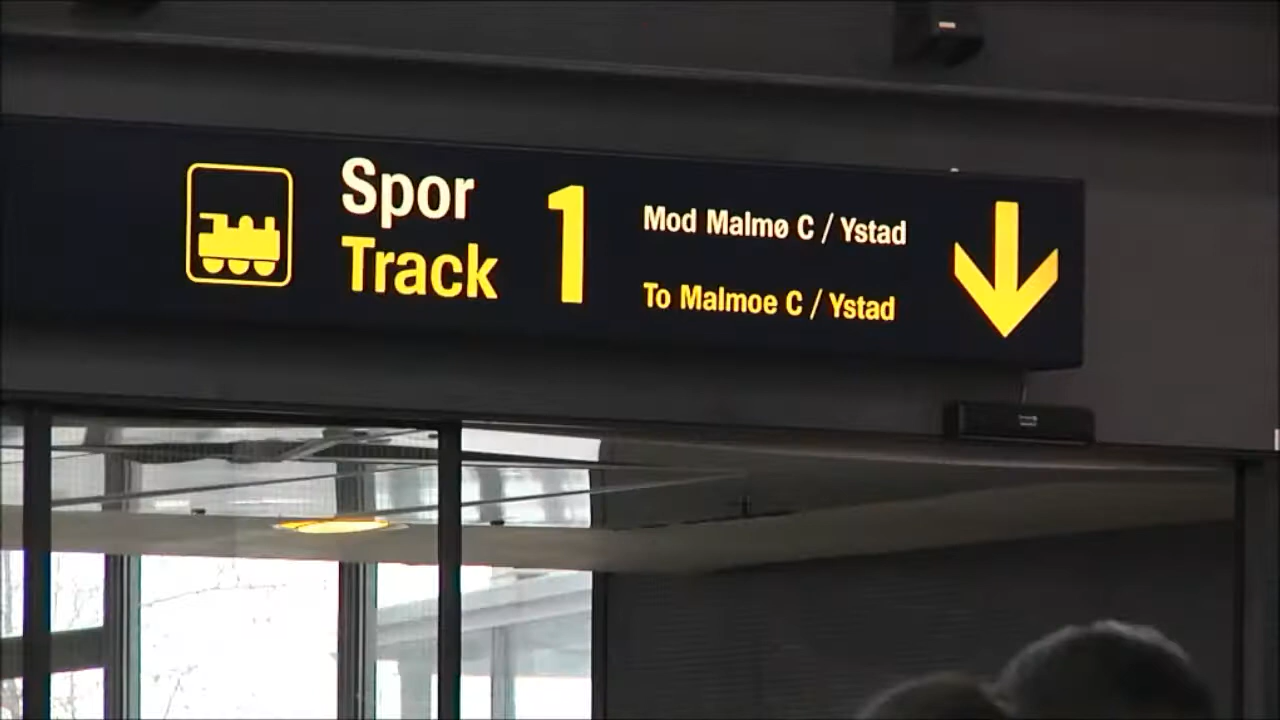 Spor
Track
1
Mod Malmø C / Ystad
To Malmoe C / Ystad